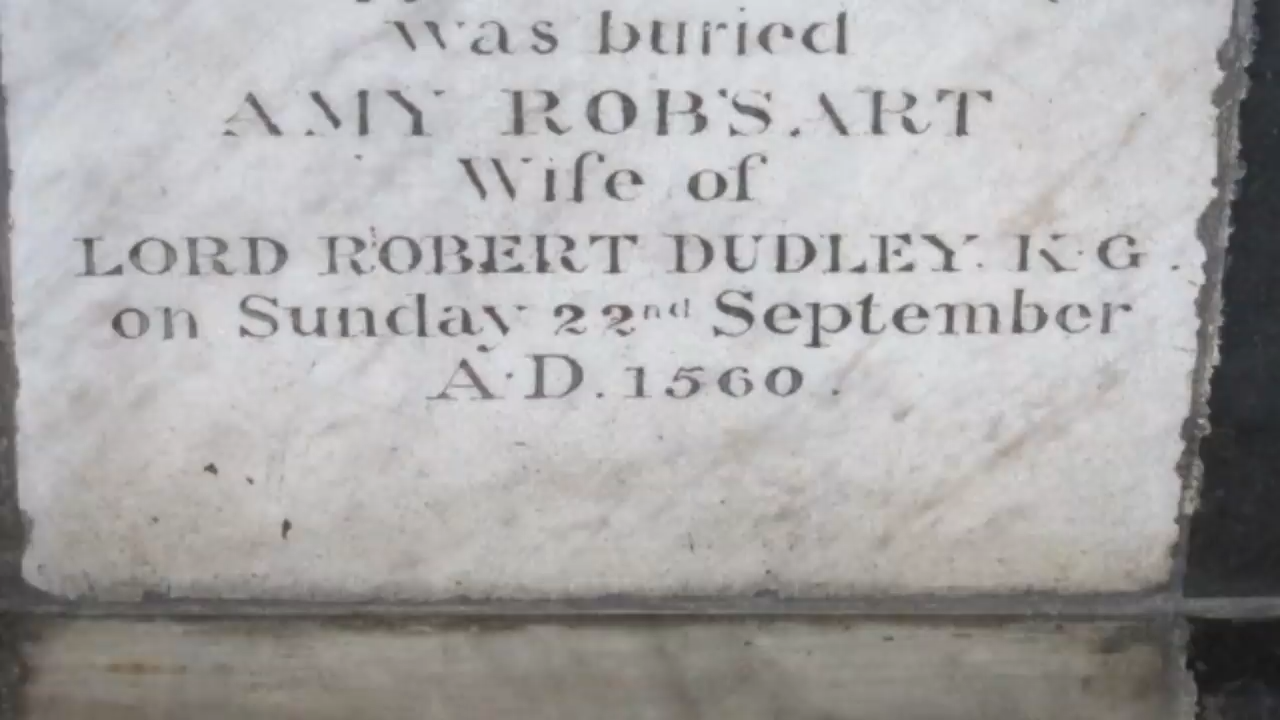 was buried
AMY ROBSART
Wife of
LORD ROBERT DUDLEY. K·G.
on Sunday 22nd September
A·D. 1560.